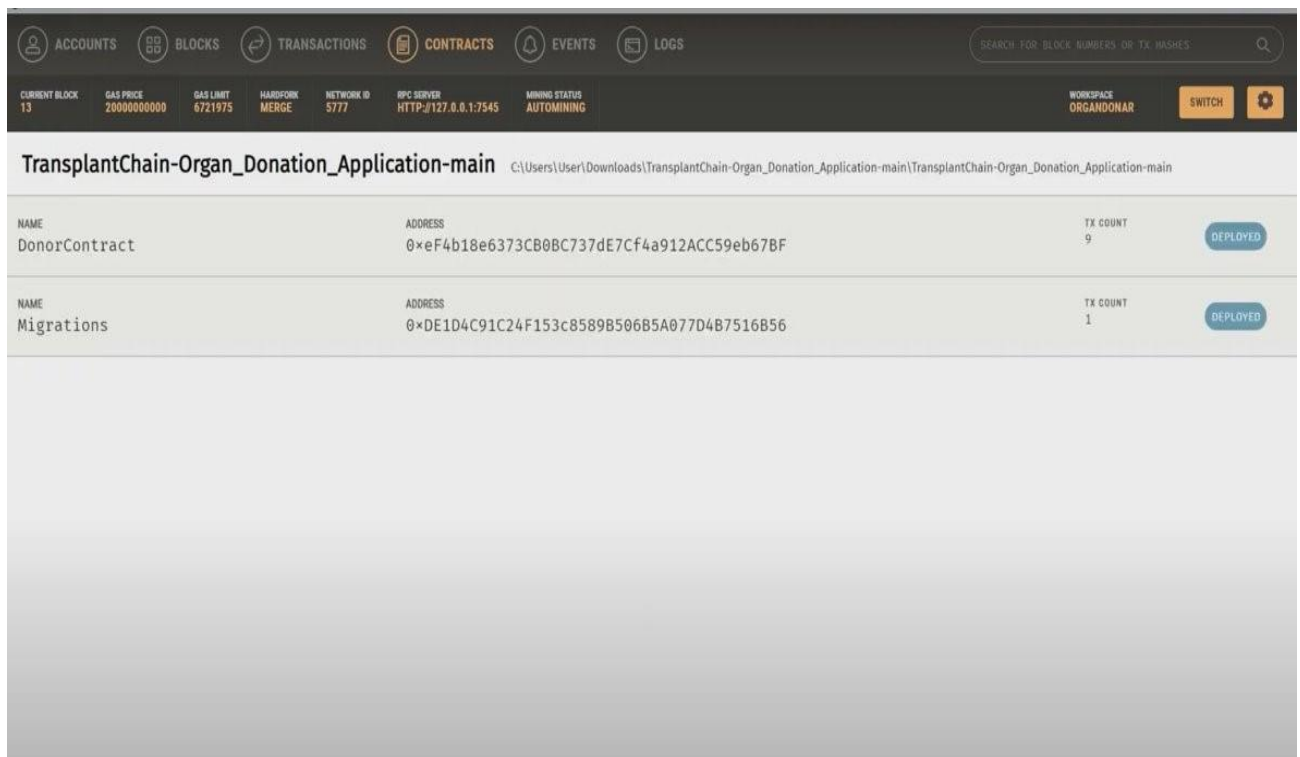 ACCOUNTS BLOCKS TRANSACTIONS CONTRACTS EVENTS LOGS SEARCH FOR BLOCK NUMBERS OR TX HASHES
CURRENT BLOCK GAS PRICE GAS LIMIT HARDFORK NETWORK ID RPC SERVER MINING STATUS WORKSPACE
13 20000000000 6721975 MERGE 5777 HTTP://127.0.0.1:7545 AUTOMINING ORGANDONAR SWITCH
TransplantChain-Organ_Donation_Application-main C:\Users\User\Downloads\TransplantChain-Organ_Donation_Application-main\TransplantChain-Organ_Donation_Application-main
NAME ADDRESS TX COUNT
DonorContract 0×eF4b18e6373CB0BC737dE7Cf4a912ACC59eb67BF 9 DEPLOYED
NAME ADDRESS TX COUNT
Migrations 0×DE1D4C91C24F153c8589B506B5A077D4B7516B56 1 DEPLOYED